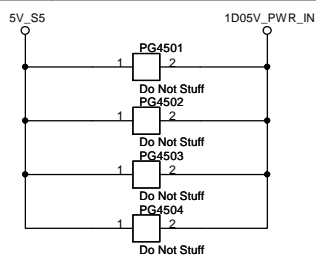 5V_S5 1D05V_PWR_IN
PG4501
1 2
Do Not Stuff
PG4502
1 2
Do Not Stuff
PG4503
1 2
Do Not Stuff
PG4504
1 2
Do Not Stuff